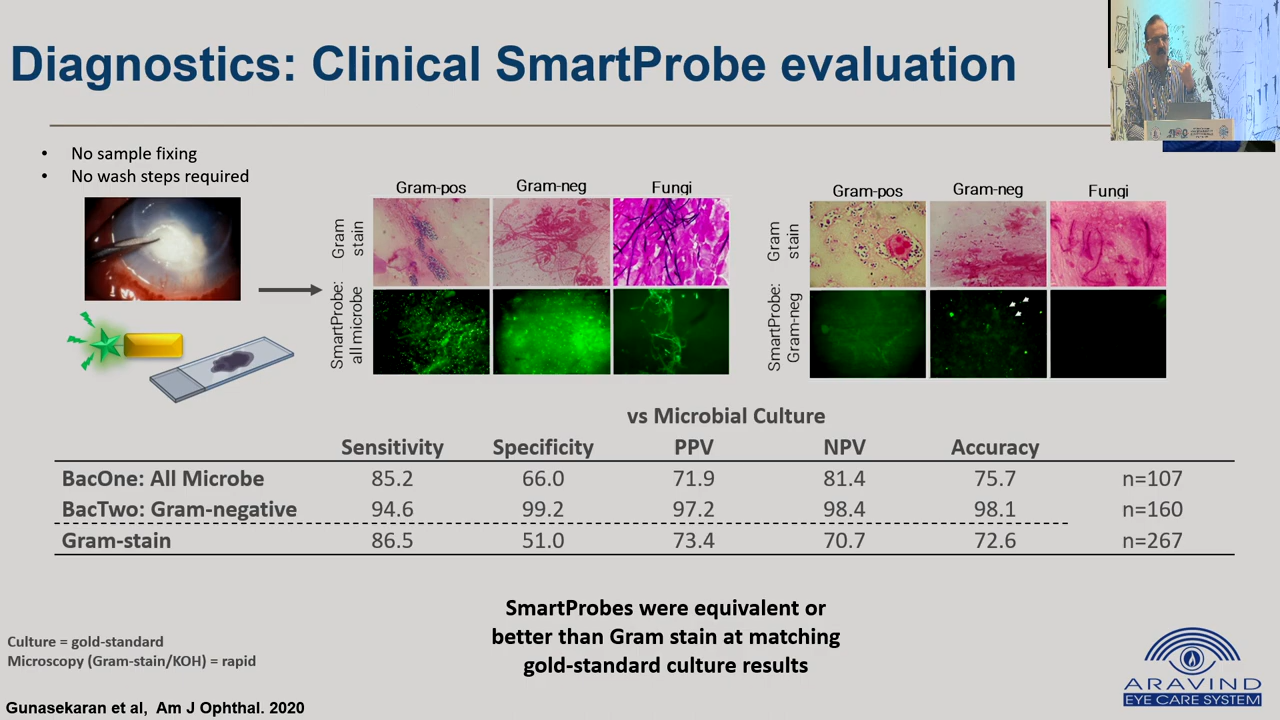 Diagnostics: Clinical SmartProbe evaluation
• No sample fixing
• No wash steps required
Gram-pos Gram-neg Fungi
Gram stain
SmartProbe: all microbe
Gram-pos Gram-neg Fungi
Gram stain
SmartProbe: Gram-neg
vs Microbial Culture
Sensitivity Specificity PPV NPV Accuracy
BacOne: All Microbe 85.2 66.0 71.9 81.4 75.7 n=107
BacTwo: Gram-negative 94.6 99.2 97.2 98.4 98.1 n=160
Gram-stain 86.5 51.0 73.4 70.7 72.6 n=267
SmartProbes were equivalent or
better than Gram stain at matching
gold-standard culture results
Culture = gold-standard
Microscopy (Gram-stain/KOH) = rapid
Gunasekaran et al, Am J Ophthal. 2020
ARAVIND
EYE CARE SYSTEM